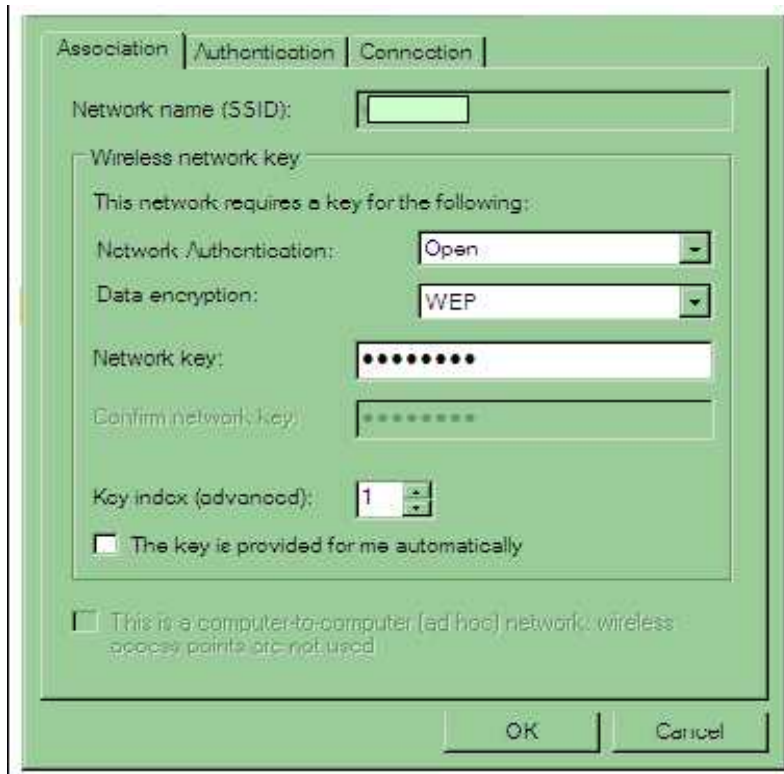 Association Authentication Connection
Network name (SSID):
Wireless network key
This network requires a key for the following:
Network Authentication: Open
Data encryption: WEP
Network key: ••••••••
Confirm network key: ••••••••
Key index (advanced): 1
The key is provided for me automatically
This is a computer-to-computer (ad hoc) network; wireless
access points are not used
OK Cancel